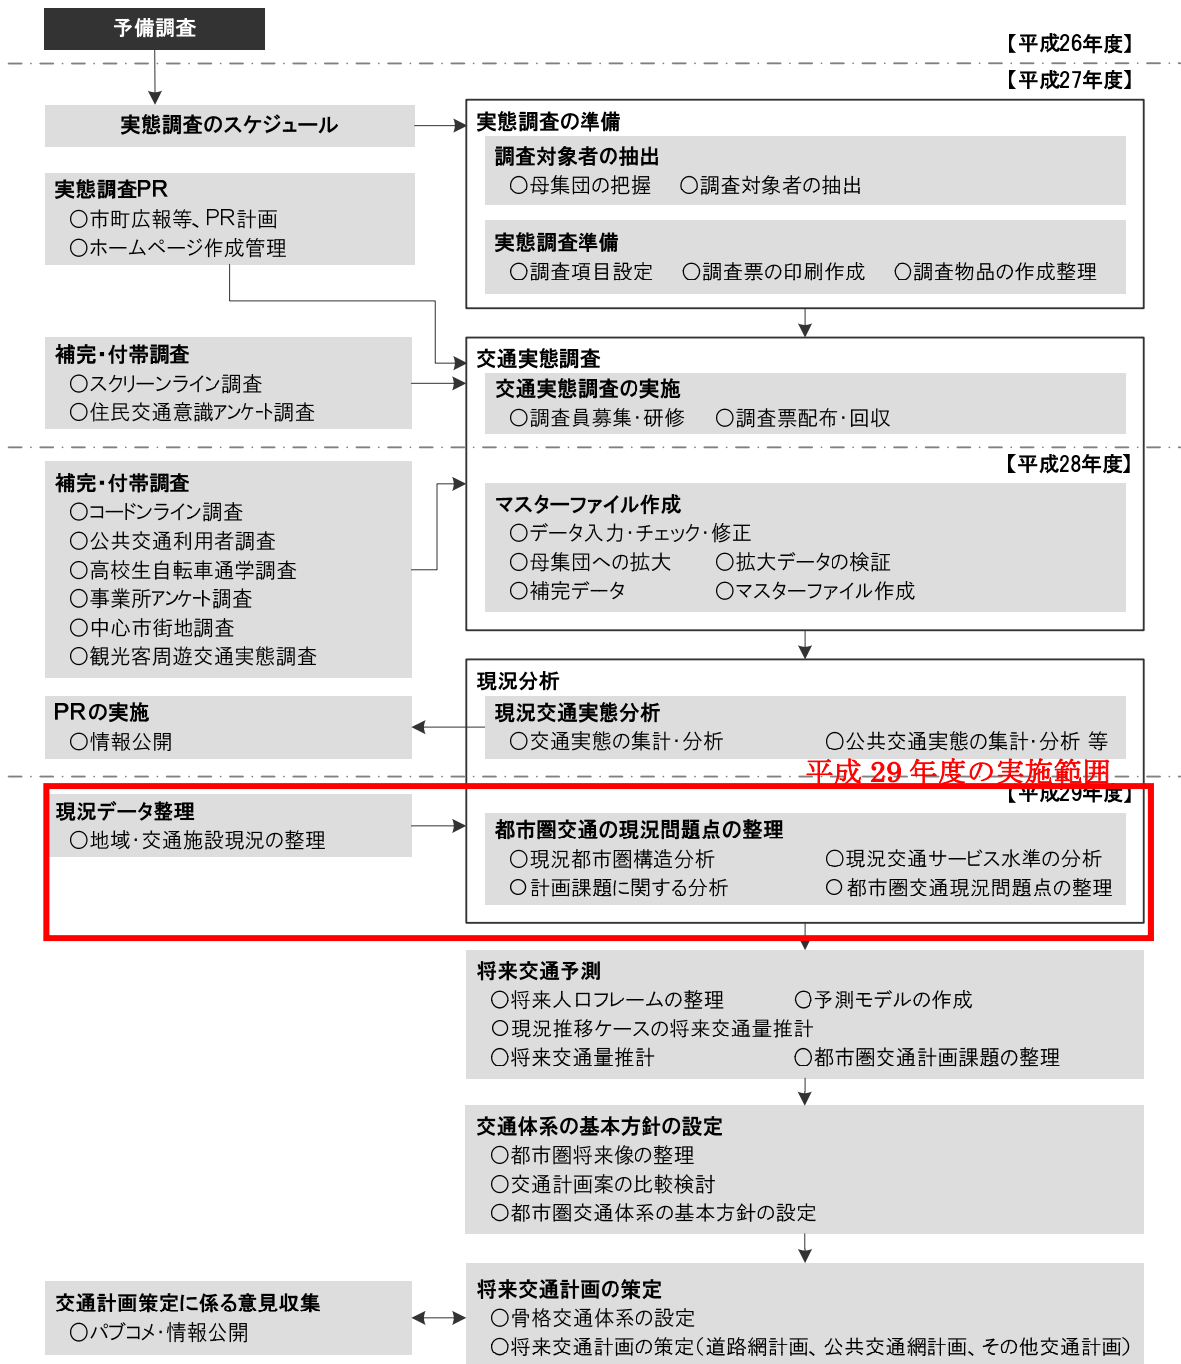 予備調査
【平成26年度】
【平成27年度】
実態調査のスケジュール
実態調査の準備
調査対象者の抽出
○母集団の把握 ○調査対象者の抽出
実態調査準備
○調査項目設定 ○調査票の印刷作成 ○調査物品の作成整理
実態調査PR
○市町広報等、PR計画
○ホームページ作成管理
補完・付帯調査
○スクリーンライン調査
○住民交通意識アンケート調査
交通実態調査
交通実態調査の実施
○調査員募集・研修 ○調査票配布・回収
【平成28年度】
補完・付帯調査
○コードンライン調査
○公共交通利用者調査
○高校生自転車通学調査
○事業所アンケート調査
○中心市街地調査
○観光客周遊交通実態調査
マスターファイル作成
○データ入力・チェック・修正
○母集団への拡大 ○拡大データの検証
○補完データ ○マスターファイル作成
現況分析
現況交通実態分析
○交通実態の集計・分析 ○公共交通実態の集計・分析 等
PRの実施
○情報公開
平成 29 年度の実施範囲
【平成29年度】
現況データ整理
○地域・交通施設現況の整理
都市圏交通の現況問題点の整理
○現況都市圏構造分析 ○現況交通サービス水準の分析
○計画課題に関する分析 ○都市圏交通現況問題点の整理
将来交通予測
○将来人口フレームの整理 ○予測モデルの作成
○現況推移ケースの将来交通量推計
○将来交通量推計 ○都市圏交通計画課題の整理
交通体系の基本方針の設定
○都市圏将来像の整理
○交通計画案の比較検討
○都市圏交通体系の基本方針の設定
交通計画策定に係る意見収集
○パブコメ・情報公開
将来交通計画の策定
○骨格交通体系の設定
○将来交通計画の策定（道路網計画、公共交通網計画、その他交通計画）